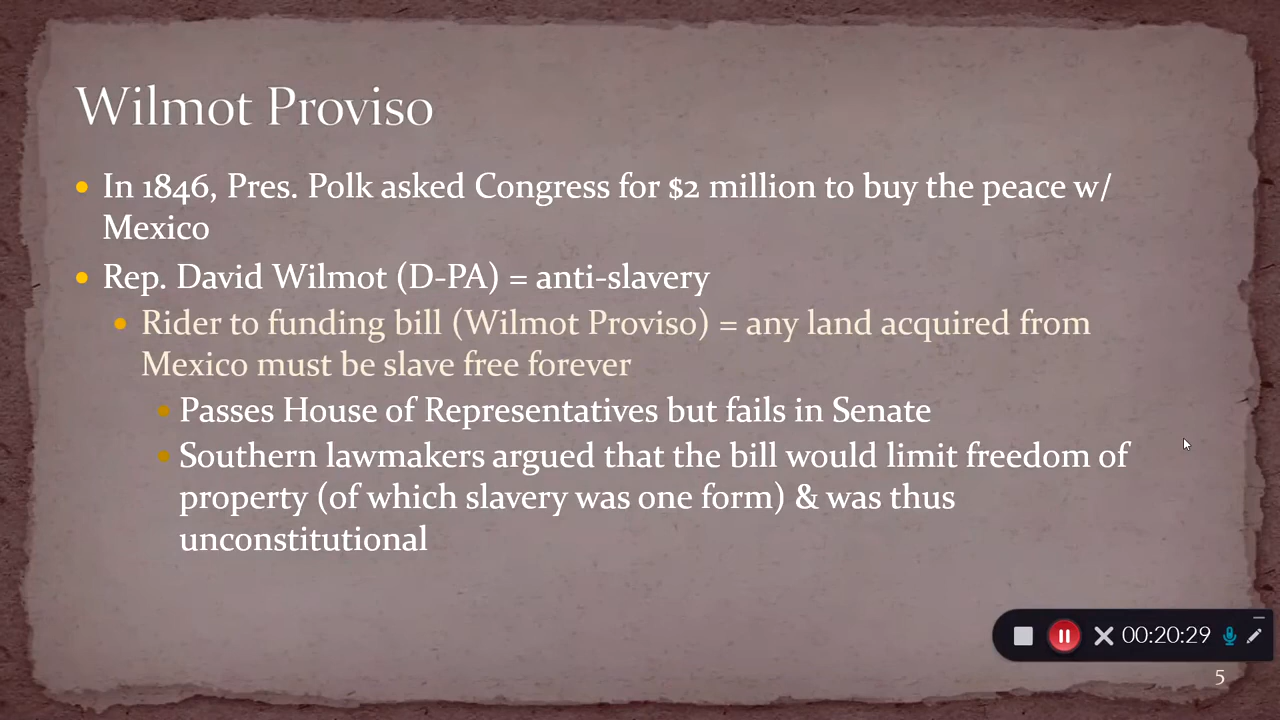 Wilmot Proviso
In 1846, Pres. Polk asked Congress for $2 million to buy the peace w/
Mexico
Rep. David Wilmot (D-PA) = anti-slavery
Rider to funding bill (Wilmot Proviso) = any land acquired from
Mexico must be slave free forever
Passes House of Representatives but fails in Senate
Southern lawmakers argued that the bill would limit freedom of
property (of which slavery was one form) & was thus
unconstitutional
00:20:29
5